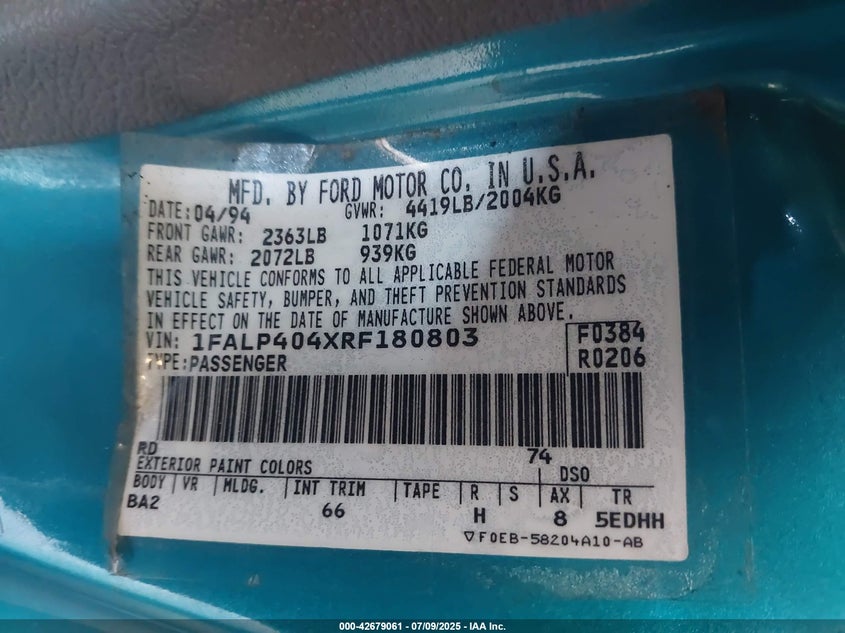 MFD. BY FORD MOTOR CO. IN U.S.A.
DATE: 04/94 GVWR: 4419LB/2004KG
FRONT GAWR: 2363LB 1071KG
REAR GAWR: 2072LB 939KG
THIS VEHICLE CONFORMS TO ALL APPLICABLE FEDERAL MOTOR
VEHICLE SAFETY, BUMPER, AND THEFT PREVENTION STANDARDS
IN EFFECT ON THE DATE OF MANUFACTURE SHOWN ABOVE.
VIN: 1FALP404XRF180803 F0384
TYPE: PASSENGER R0206
RD 74
EXTERIOR PAINT COLORS DSO
BODY VR MLDG. INT TRIM TAPE R S AX TR
BA2 66 H 8 5EDHH
▽F0EB-58204A10-AB
000-42679061 - 07/09/2025 - IAA Inc.